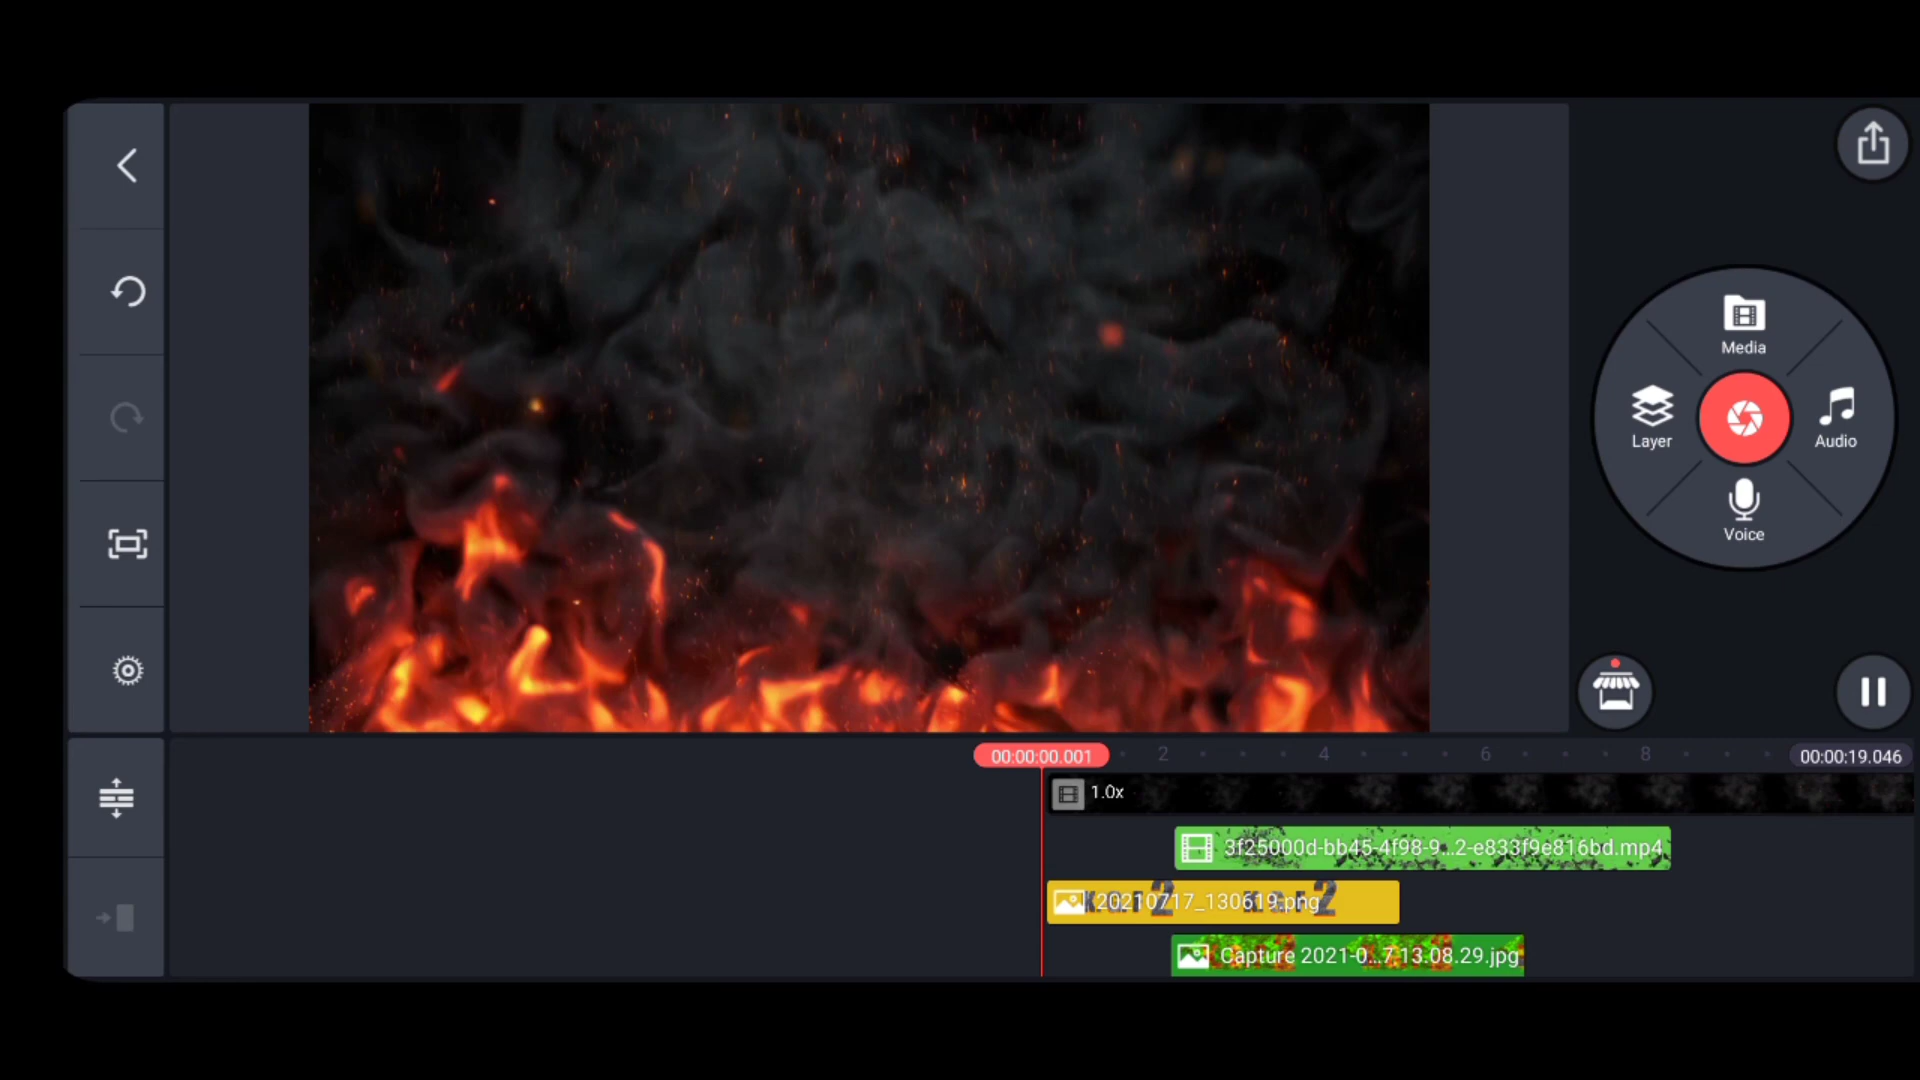 Media
Layer
Audio
Voice
00:00:00.001
2
4
6
8
00:00:19.046
1.0x
3f25000d-bb45-4f98-9...2-e833f9e816bd.mp4
20210717_130619.png
Capture 2021-0...7 13.08.29.jpg